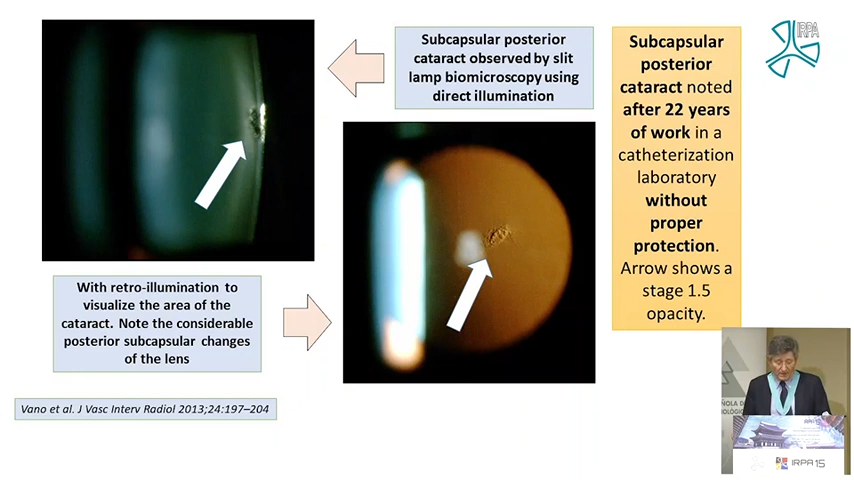 Subcapsular posterior
cataract observed by slit
lamp biomicroscopy using
direct illumination
Subcapsular
posterior
cataract noted
after 22 years
of work in a
catheterization
laboratory
without
proper
protection.
Arrow shows a
stage 1.5
opacity.
IRPA
With retro-illumination to
visualize the area of the
cataract. Note the considerable
posterior subcapsular changes
of the lens
Vano et al. J Vasc Interv Radiol 2013;24:197–204
IRPA 15